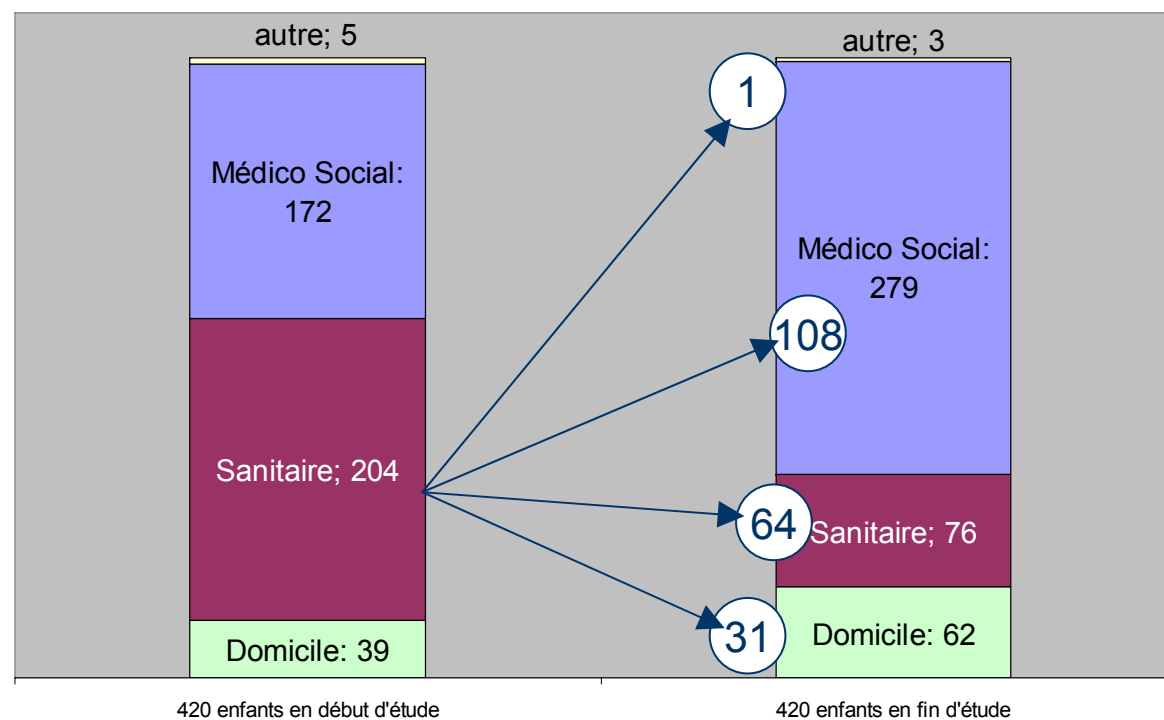 autre; 5
autre; 3
1
Médico Social:
172
Médico Social:
279
108
Sanitaire; 204
64
Sanitaire; 76
31
Domicile: 39
Domicile: 62
420 enfants en début d'étude
420 enfants en fin d'étude